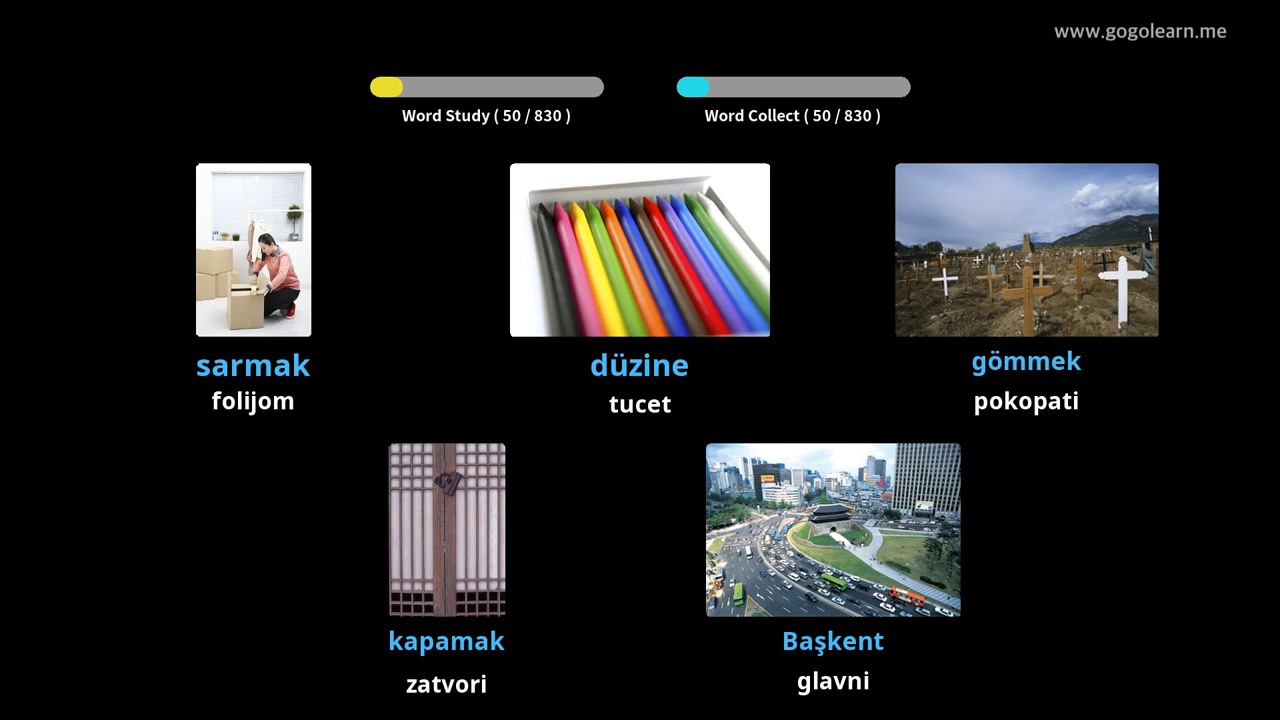 www.gogolearn.me
Word Study ( 50 / 830 )
Word Collect ( 50 / 830 )
sarmak
folijom
düzine
tucet
gömmek
pokopati
kapamak
zatvori
Başkent
glavni